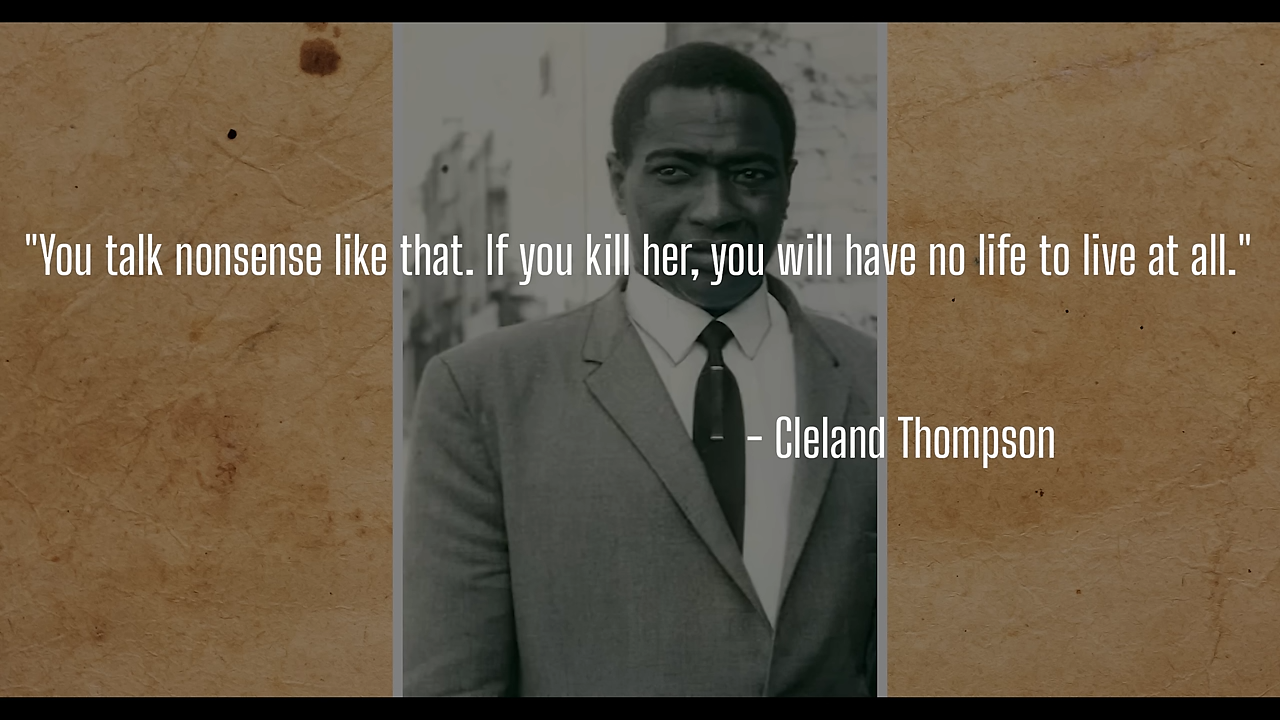 "You talk nonsense like that. If you kill her, you will have no life to live at all."
- Cleland Thompson